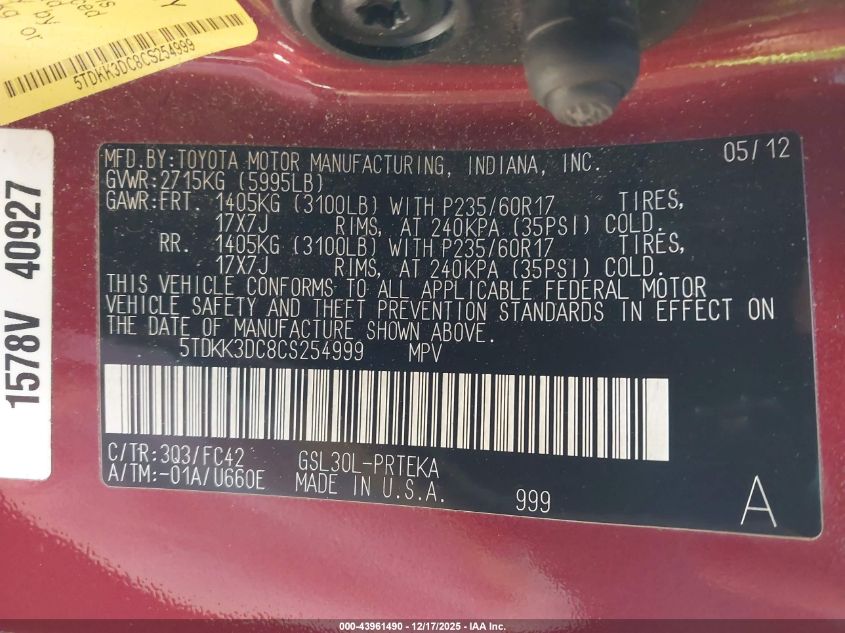 by
rced
kg or
5TDKK3DC8CS254999
1578V 40927
MFD.BY:TOYOTA MOTOR MANUFACTURING, INDIANA, INC. 05/12
GVWR:2715KG (5995LB)
GAWR:FRT. 1405KG (3100LB) WITH P235/60R17 TIRES,
17X7J RIMS, AT 240KPA (35PSI) COLD.
RR. 1405KG (3100LB) WITH P235/60R17 TIRES,
17X7J RIMS, AT 240KPA (35PSI) COLD.
THIS VEHICLE CONFORMS TO ALL APPLICABLE FEDERAL MOTOR
VEHICLE SAFETY AND THEFT PREVENTION STANDARDS IN EFFECT ON
THE DATE OF MANUFACTURE SHOWN ABOVE.
5TDKK3DC8CS254999 MPV
C/TR:3Q3/FC42 GSL30L-PRTEKA
A/TM:-01A/U660E MADE IN U.S.A. 999 A
000-43961490 - 12/17/2025 - IAA Inc.